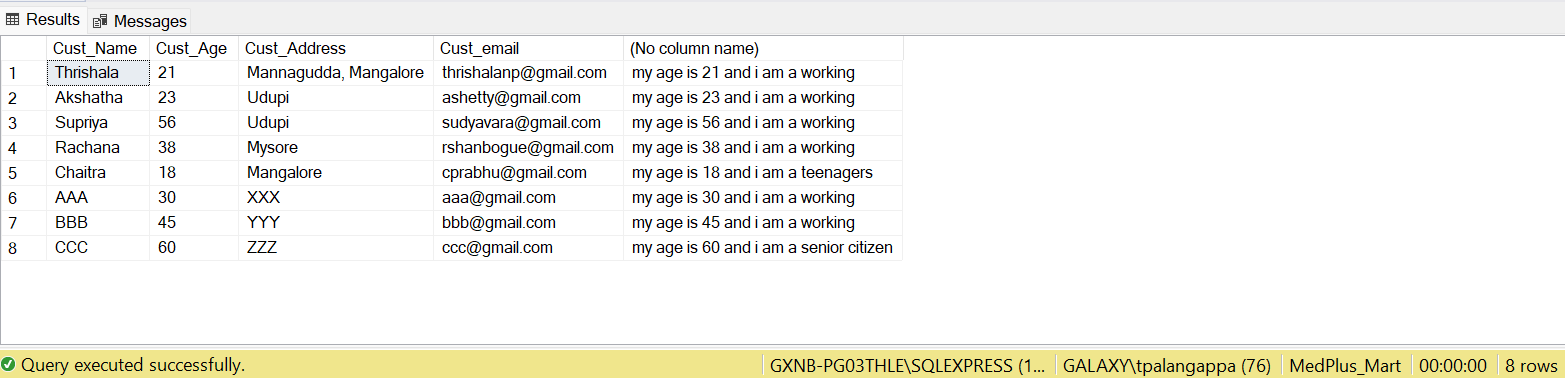 Results Messages
Cust_Name Cust_Age Cust_Address Cust_email (No column name)
1 Thrishala 21 Mannagudda, Mangalore thrishalanp@gmail.com my age is 21 and i am a working
2 Akshatha 23 Udupi ashetty@gmail.com my age is 23 and i am a working
3 Supriya 56 Udupi sudyavara@gmail.com my age is 56 and i am a working
4 Rachana 38 Mysore rshanbogue@gmail.com my age is 38 and i am a working
5 Chaitra 18 Mangalore cprabhu@gmail.com my age is 18 and i am a teenagers
6 AAA 30 XXX aaa@gmail.com my age is 30 and i am a working
7 BBB 45 YYY bbb@gmail.com my age is 45 and i am a working
8 CCC 60 ZZZ ccc@gmail.com my age is 60 and i am a senior citizen
Query executed successfully. GXNB-PG03THLE\SQLEXPRESS (1... GALAXY\tpalangappa (76) MedPlus_Mart 00:00:00 8 rows